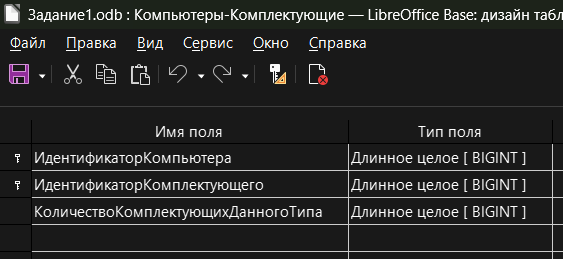 Задание1.odb : Компьютеры-Комплектующие — LibreOffice Base: дизайн табл
Файл Правка Вид Сервис Окно Справка
Имя поля Тип поля
ИдентификаторКомпьютера Длинное целое [ BIGINT ]
ИдентификаторКомплектующего Длинное целое [ BIGINT ]
КоличествоКомплектующихДанногоТипа Длинное целое [ BIGINT ]